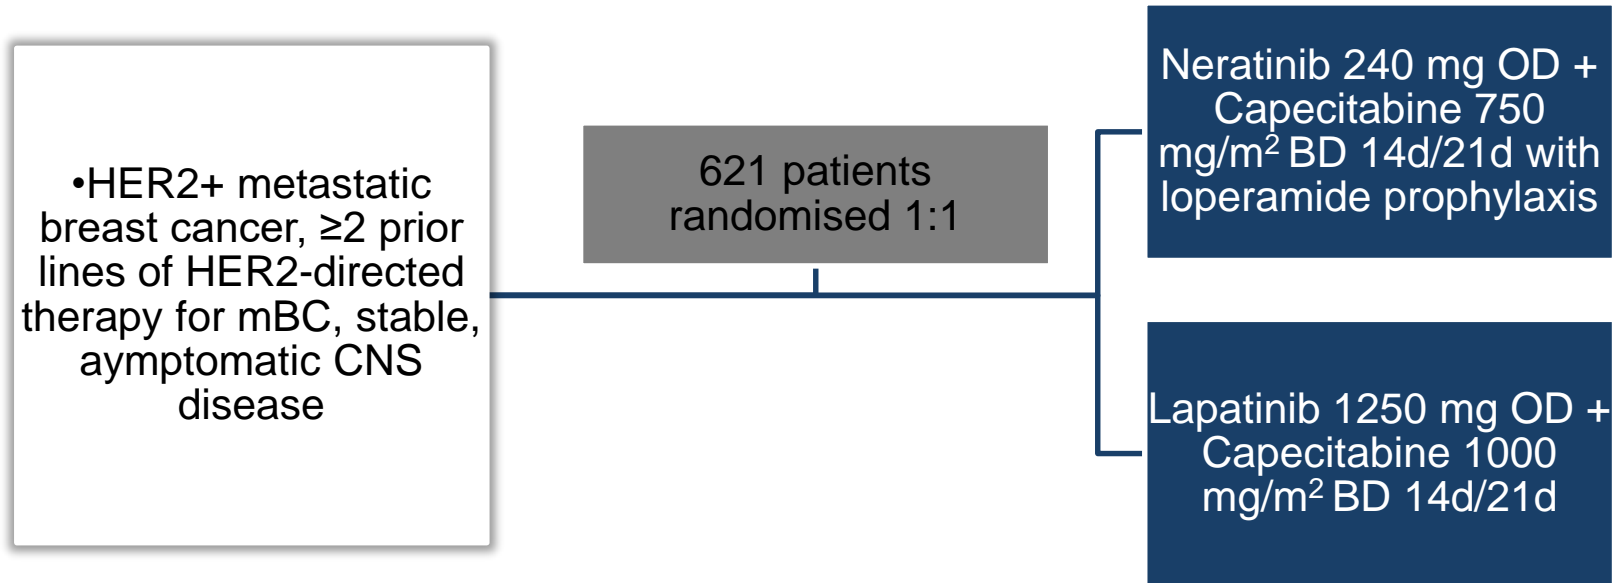 •HER2+ metastatic
breast cancer, ≥2 prior
lines of HER2-directed
therapy for mBC, stable,
aymptomatic CNS
disease
621 patients
randomised 1:1
Neratinib 240 mg OD +
Capecitabine 750
mg/m² BD 14d/21d with
loperamide prophylaxis
Lapatinib 1250 mg OD +
Capecitabine 1000
mg/m² BD 14d/21d